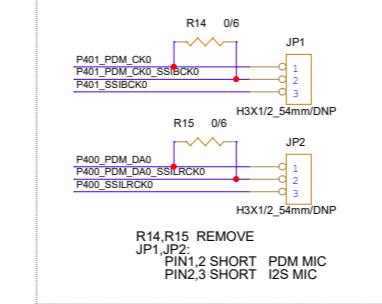 R14 0/6
JP1
P401_PDM_CK0
P401_PDM_CK0_SSIBCK0
P401_SSIBCK0
1
2
3
H3X1/2_54mm/DNP
R15 0/6
JP2
P400_PDM_DA0
P400_PDM_DA0_SSILRCK0
P400_SSILRCK0
1
2
3
H3X1/2_54mm/DNP
R14,R15 REMOVE
JP1,JP2:
PIN1,2 SHORT PDM MIC
PIN2,3 SHORT I2S MIC